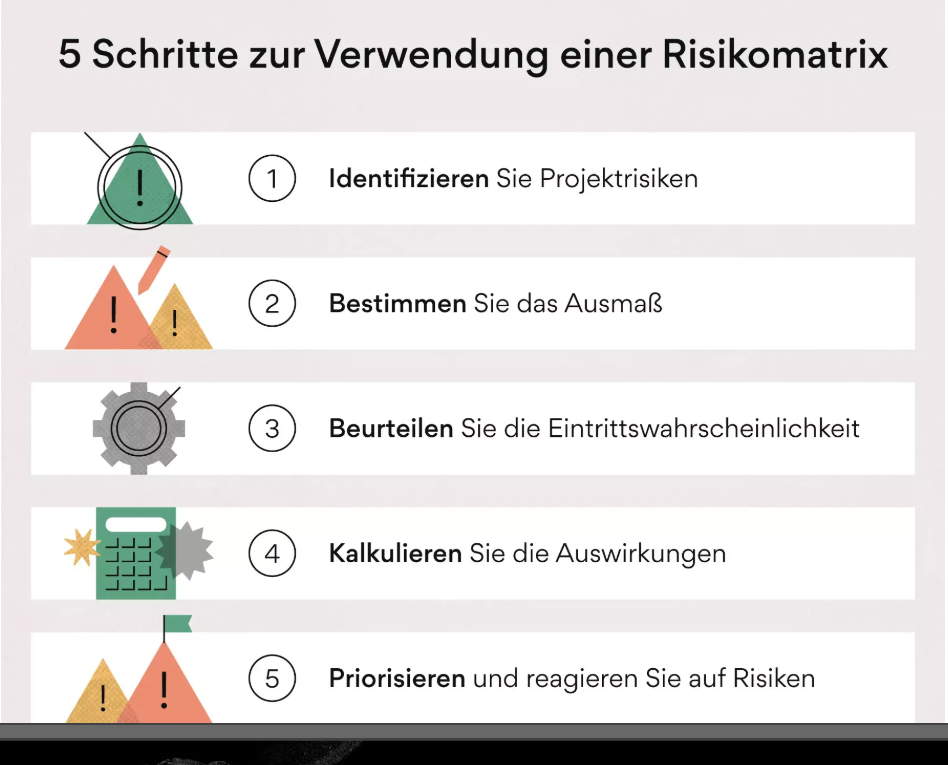 5 Schritte zur Verwendung einer Risikomatrix
!
1 Identifizieren Sie Projektrisiken
! !
2 Bestimmen Sie das Ausmaß
3 Beurteilen Sie die Eintrittswahrscheinlichkeit
4 Kalkulieren Sie die Auswirkungen
! !
5 Priorisieren und reagieren Sie auf Risiken